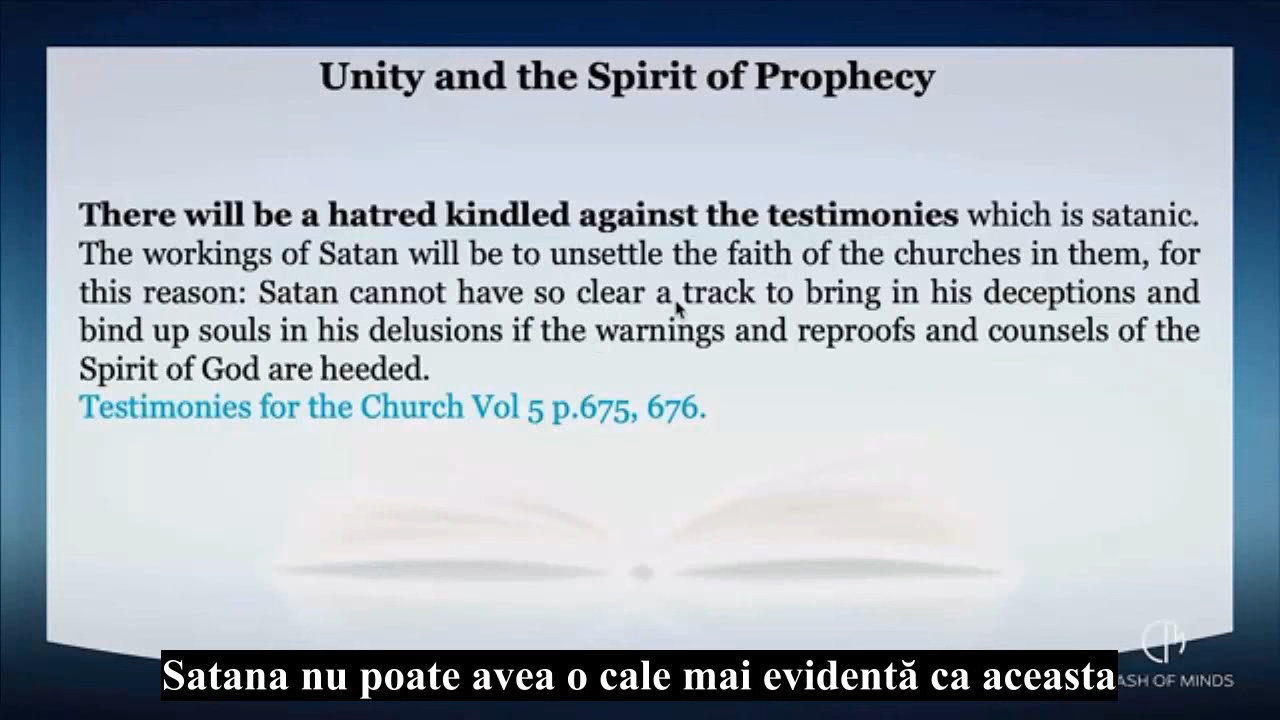 Unity and the Spirit of Prophecy
There will be a hatred kindled against the testimonies which is satanic.
The workings of Satan will be to unsettle the faith of the churches in them, for
this reason: Satan cannot have so clear a track to bring in his deceptions and
bind up souls in his delusions if the warnings and reproofs and counsels of the
Spirit of God are heeded.
Testimonies for the Church Vol 5 p.675, 676.
Satana nu poate avea o cale mai evidentă ca aceasta
ASH OF MINDS